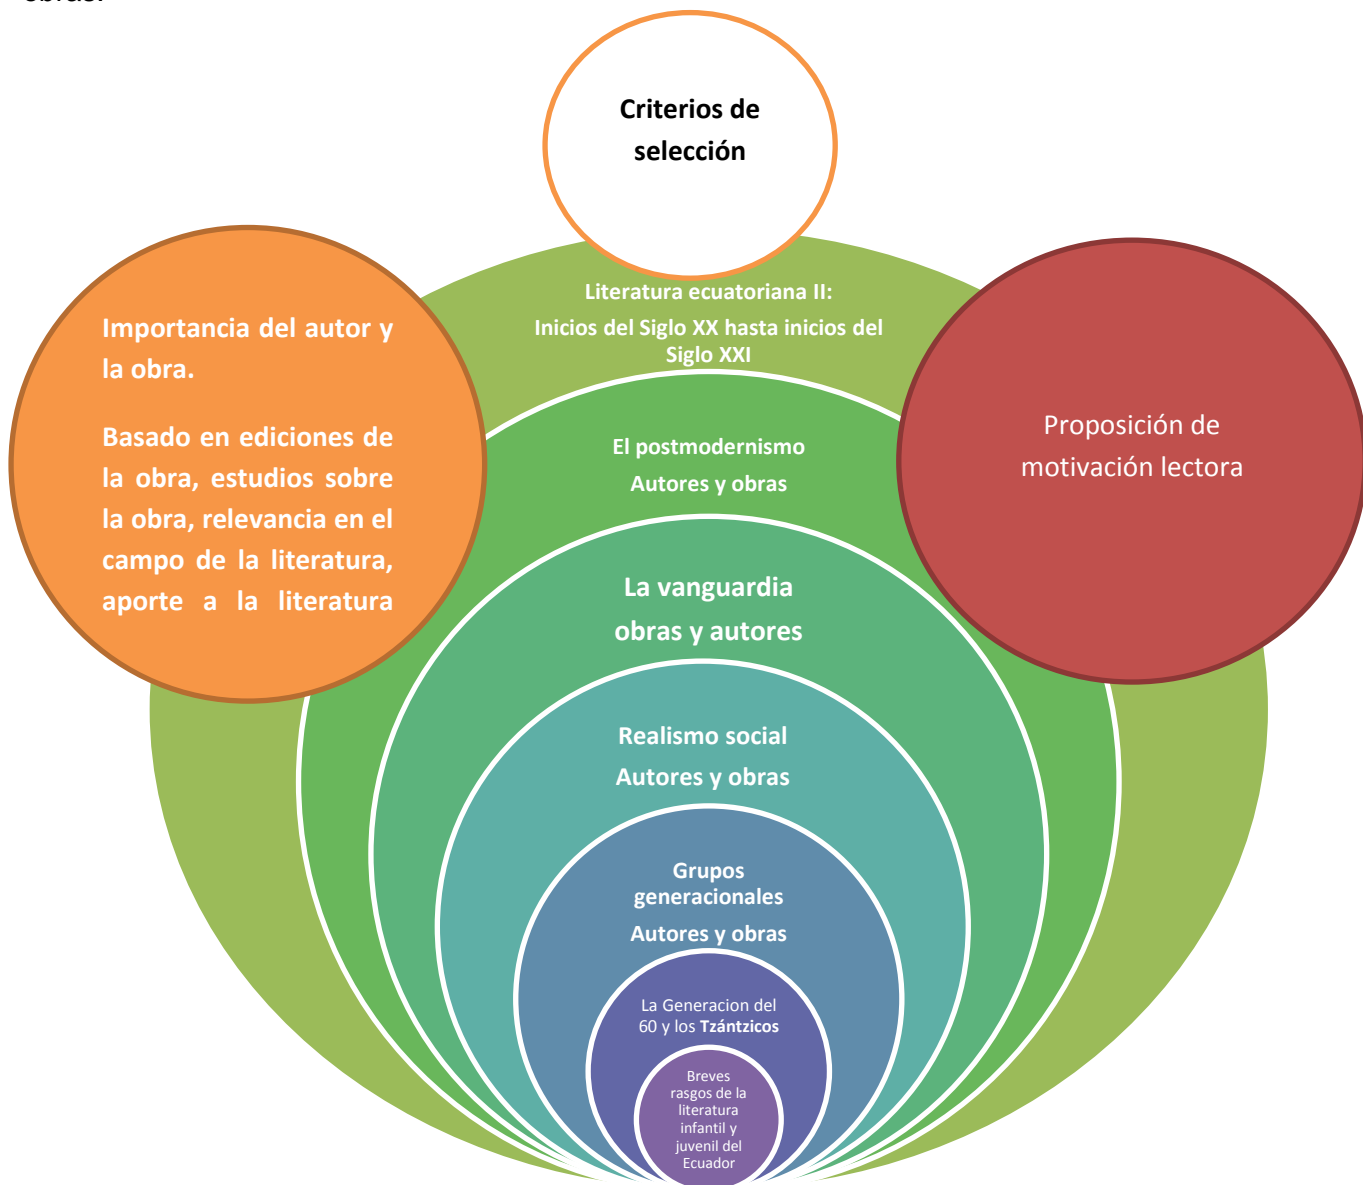 obras.
Criterios de
selección
Literatura ecuatoriana II:
Inicios del Siglo XX hasta inicios del
Siglo XXI
Importancia del autor y
la obra.
Basado en ediciones de
la obra, estudios sobre
la obra, relevancia en el
campo de la literatura,
aporte a la literatura
Proposición de
motivación lectora
El postmodernismo
Autores y obras
La vanguardia
obras y autores
Realismo social
Autores y obras
Grupos
generacionales
Autores y obras
La Generacion del
60 y los Tzántzicos
Breves
rasgos de la
literatura
infantil y
juvenil del
Ecuador